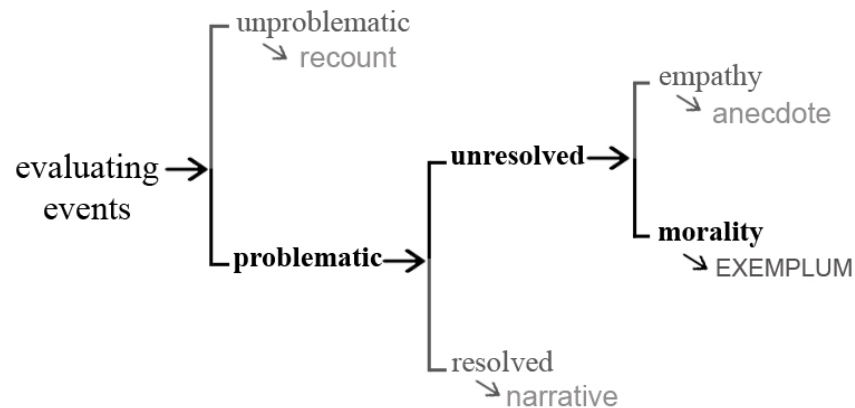 unproblematic
recount
evaluating
events
problematic
unresolved
empathy
anecdote
morality
EXEMPLUM
resolved
narrative